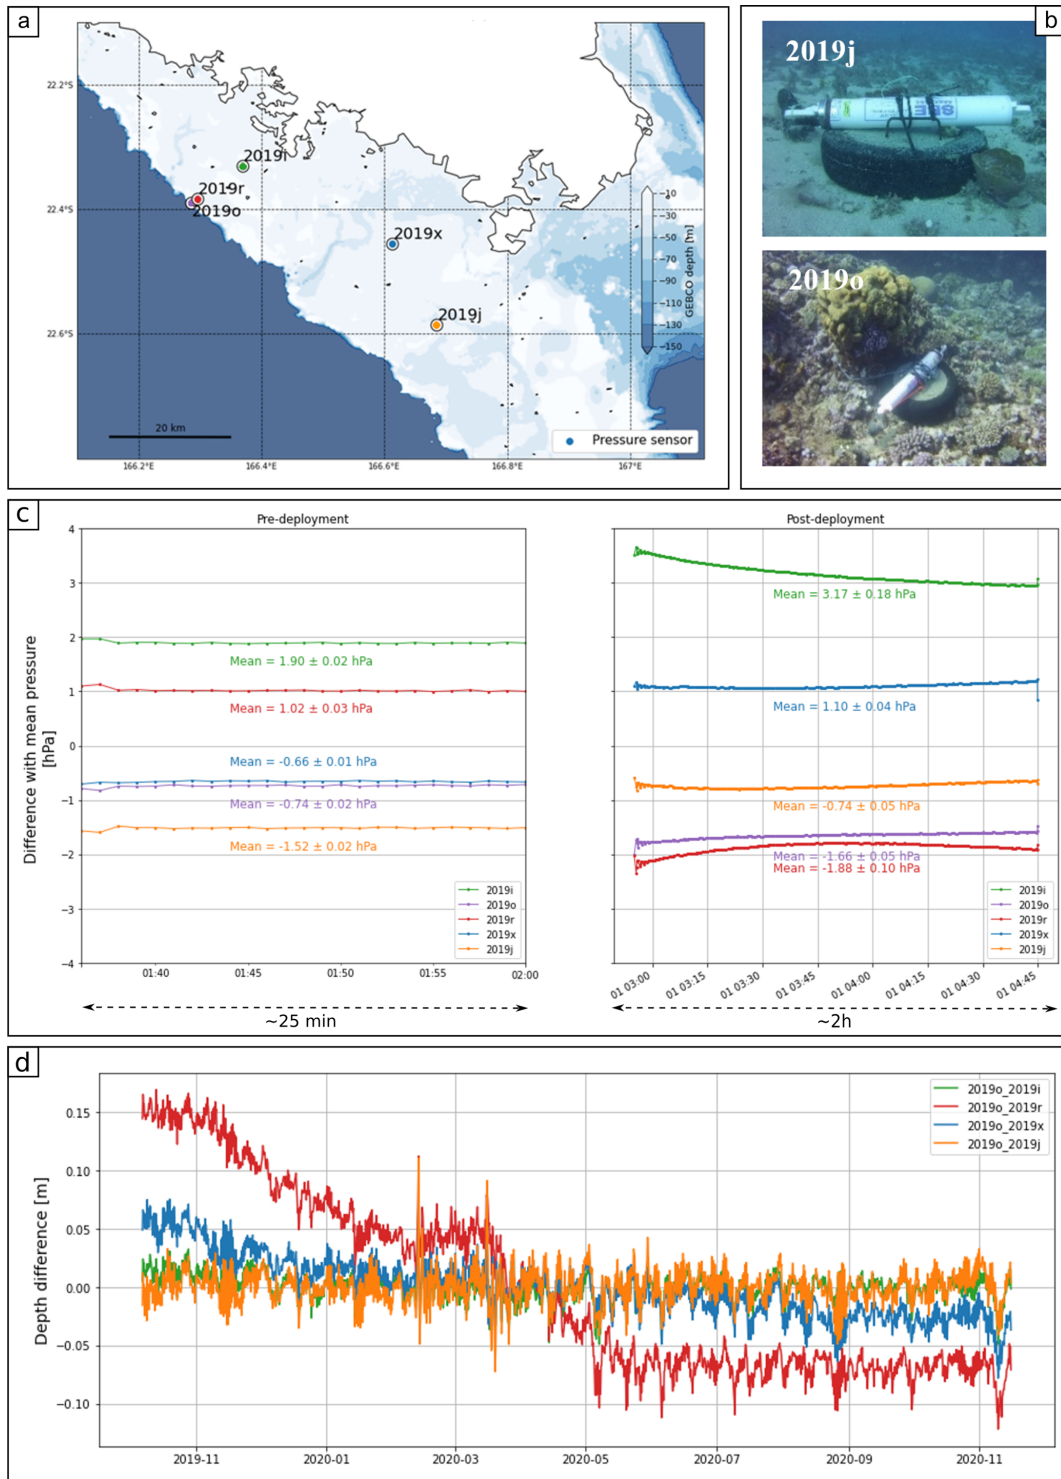 a
22.2°S
22.4°S
22.6°S
2019i
2019r
2019o
2019x
2019j
−10
−30
−50
−70
−90
−110
−130
−150
GEBCO depth [m]
20 km
Pressure sensor
166.2°E
166.4°E
166.6°E
166.8°E
167°E
b
2019j
SBE
2019o
c
Pre-deployment
Difference with mean pressure
[hPa]
4
3
2
1
0
−1
−2
−3
−4
Mean = 1.90 ± 0.02 hPa
Mean = 1.02 ± 0.03 hPa
Mean = -0.66 ± 0.01 hPa
Mean = -0.74 ± 0.02 hPa
Mean = -1.52 ± 0.02 hPa
2019i
2019o
2019r
2019x
2019j
01:40
01:45
01:50
01:55
02:00
~25 min
Post-deployment
Mean = 3.17 ± 0.18 hPa
Mean = 1.10 ± 0.04 hPa
Mean = -0.74 ± 0.05 hPa
Mean = -1.66 ± 0.05 hPa
Mean = -1.88 ± 0.10 hPa
2019i
2019o
2019r
2019x
2019j
01 03:00
01 03:15
01 03:30
01 03:45
01 04:00
01 04:15
01 04:30
01 04:45
~2h
d
Depth difference [m]
0.15
0.10
0.05
0.00
−0.05
−0.10
2019o_2019i
2019o_2019r
2019o_2019x
2019o_2019j
2019-11
2020-01
2020-03
2020-05
2020-07
2020-09
2020-11